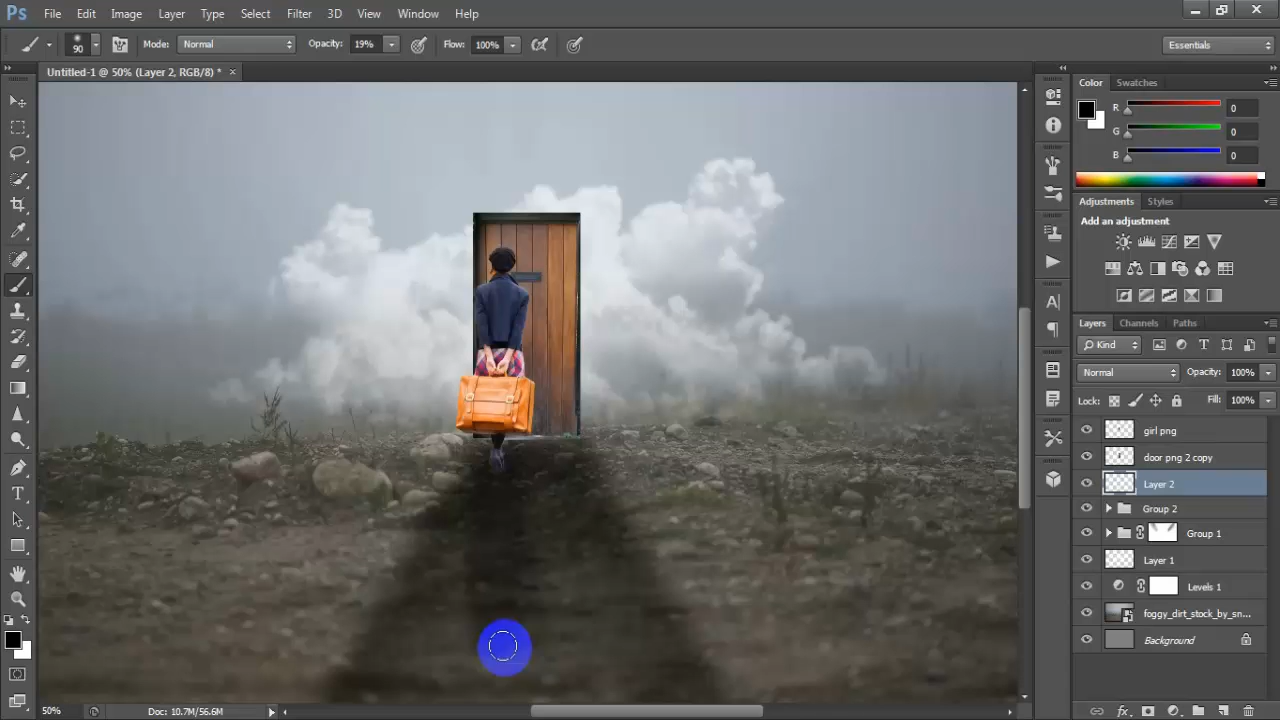 Ps File Edit Image Layer Type Select Filter 3D View Window Help
90 Mode: Normal Opacity: 19% Flow: 100% Essentials
Untitled-1 @ 50% (Layer 2, RGB/8) * ×
Color Swatches
R 0
G 0
B 0
Adjustments Styles
Add an adjustment
Layers Channels Paths
Kind
Normal Opacity: 100%
Lock: Fill: 100%
girl png
door png 2 copy
Layer 2
Group 2
Group 1
Layer 1
Levels 1
foggy_dirt_stock_by_sn...
Background
50% Doc: 10.7M/56.6M